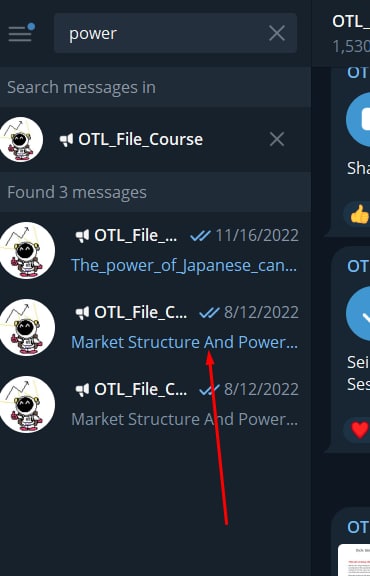 power
OTL_
1,530
Search messages in
OTL_File_Course
Found 3 messages
OTL_File_... 11/16/2022
The_power_of_Japanese_can...
OTL_File_C... 8/12/2022
Market Structure And Power...
OTL_File_C... 8/12/2022
Market Structure And Power...
OT
Sha
OT
Sei
Ses
OT